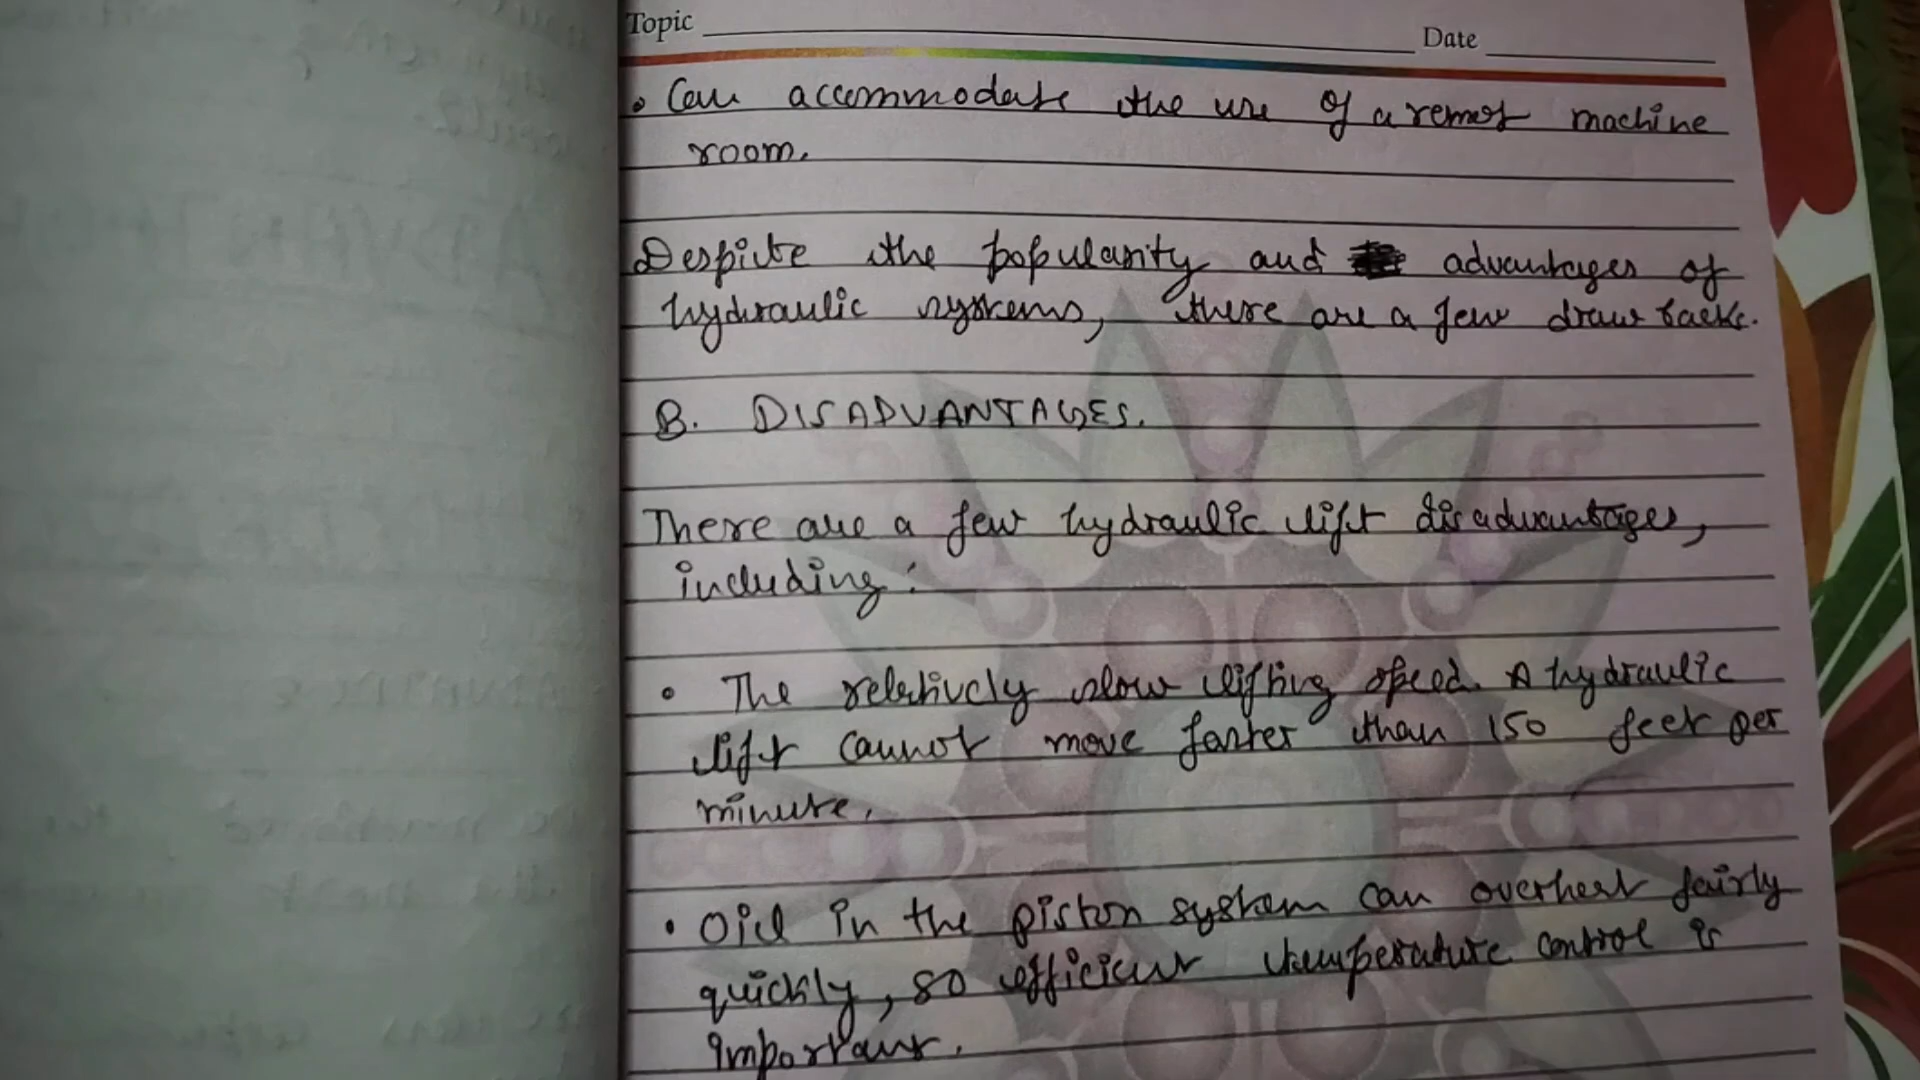 Topic Date
• Can accommodate the use of a remot machine
room.
Despite the popularity and advantages of
hydraulic systems, there are a few draw backs.
B. DISADVANTAGES.
There are a few hydraulic lift disadvantages,
including:
• The relatively slow lifting speed. A hydraulic
lift cannot move faster than 150 feet per
minute.
• Oil in the piston system can overheat fairly
quickly, so efficient temperature control is
important.